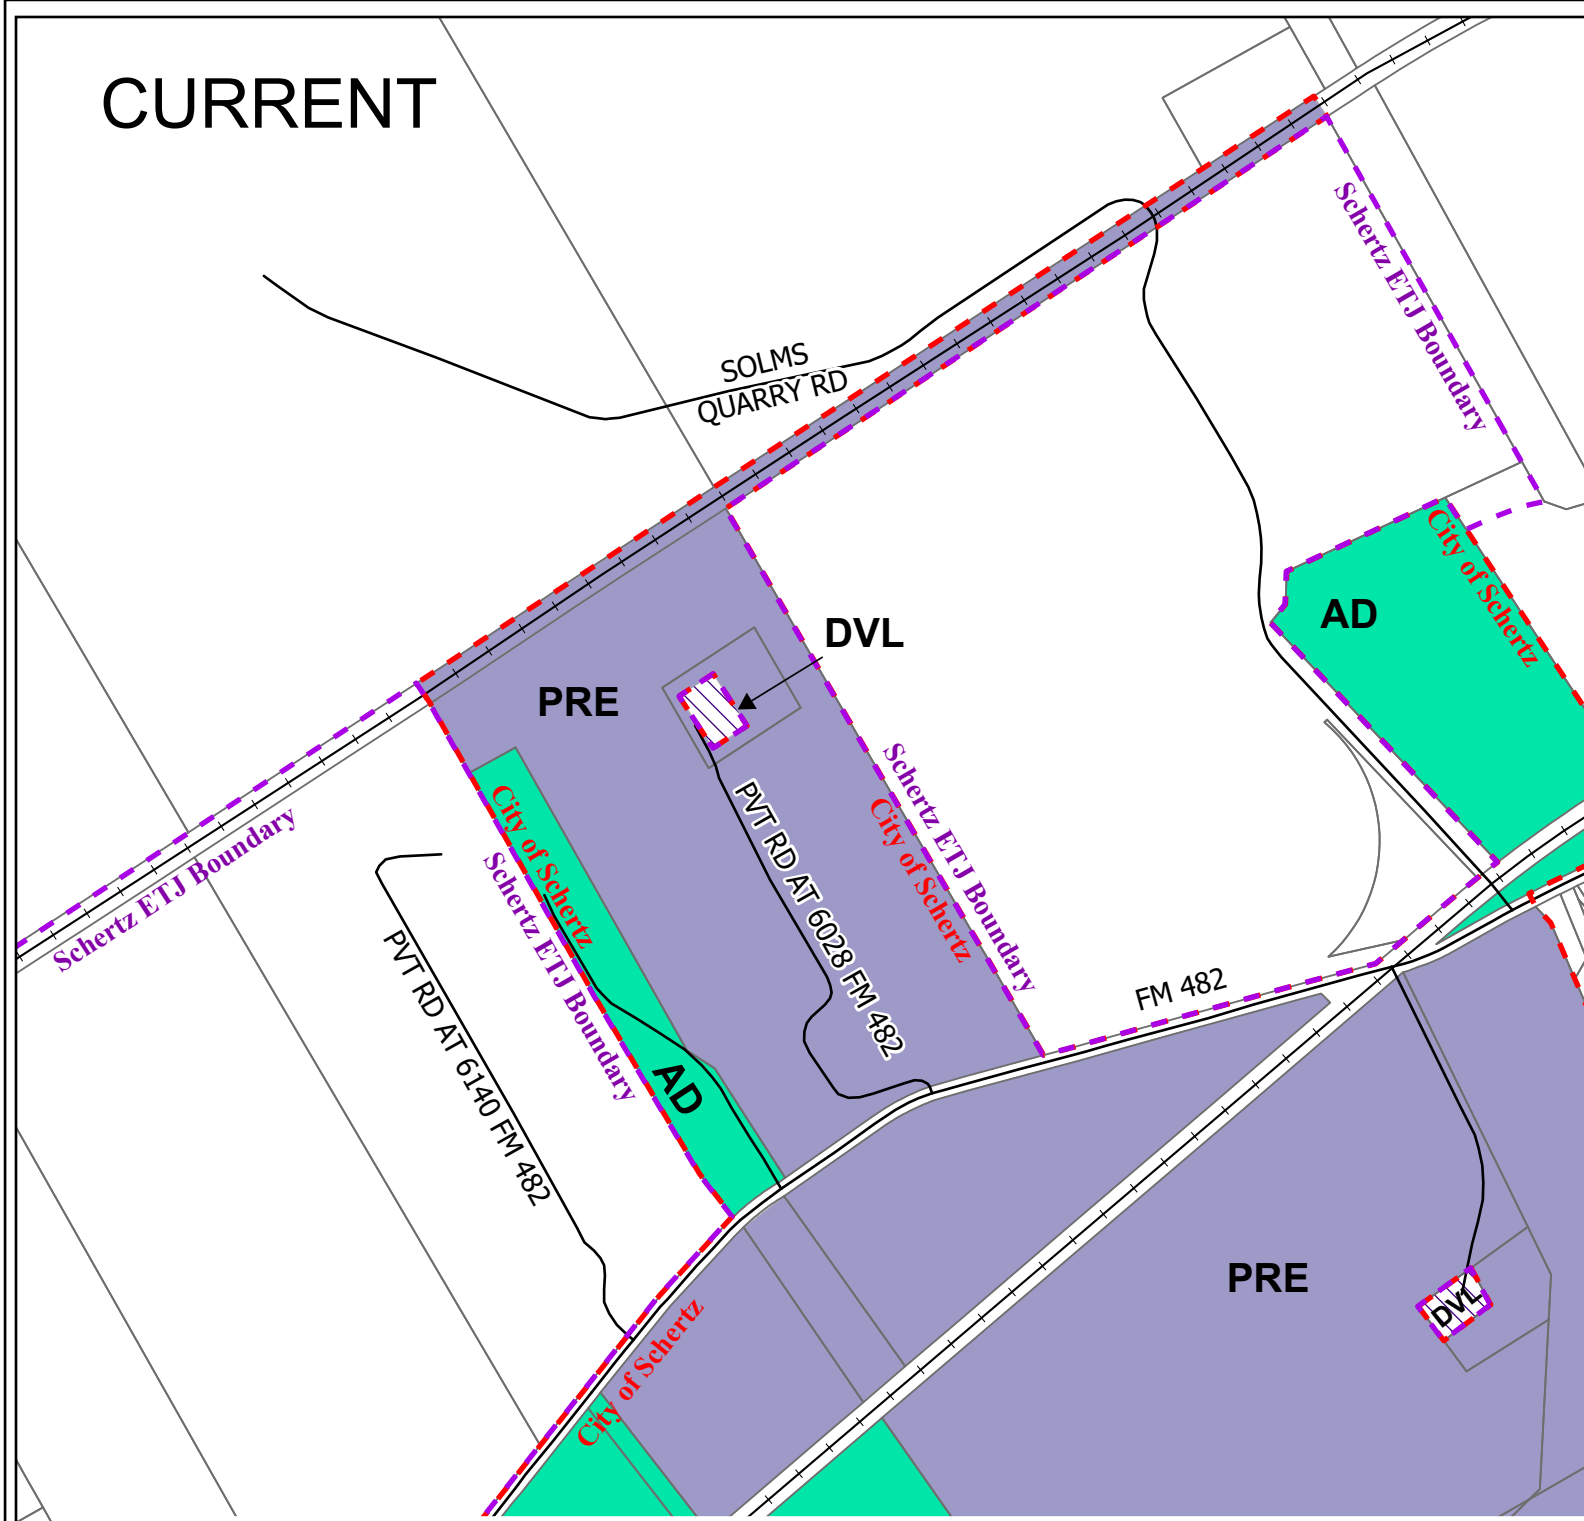 CURRENT
SOLMS
QUARRY RD
Schertz ETJ Boundary
City of Schertz
AD
DVL
PRE
Schertz ETJ Boundary
City of Schertz
PVT RD AT 6028 FM 482
City of Schertz
Schertz ETJ Boundary
AD
Schertz ETJ Boundary
PVT RD AT 6140 FM 482
FM 482
PRE
DVL
City of Schertz